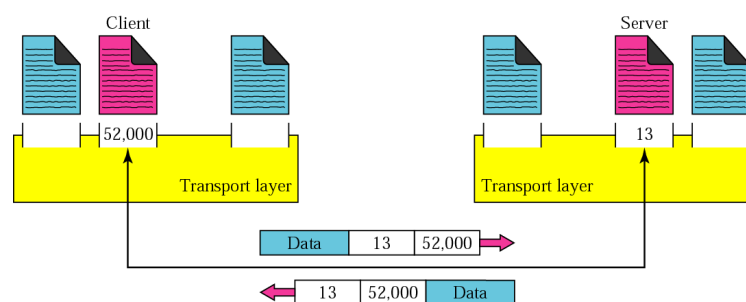 Client
Server
52,000
13
Transport layer
Transport layer
Data 13 52,000
13 52,000 Data